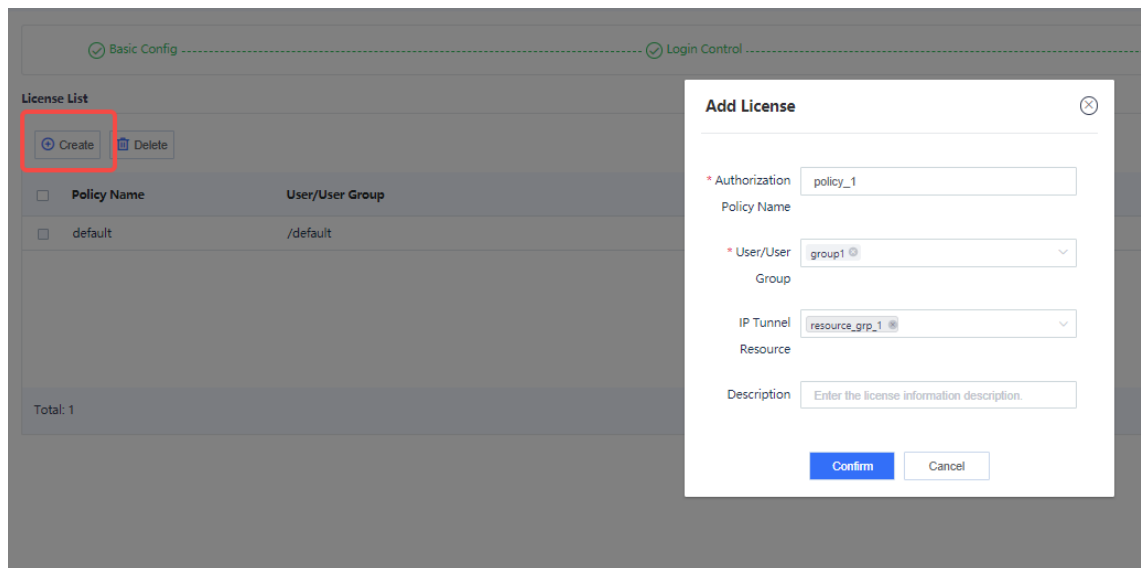 Basic Config
Login Control
License List
Create Delete
Policy Name User/User Group
default /default
Total: 1
Add License
* Authorization Policy Name policy_1
* User/User Group group1
IP Tunnel Resource resource_grp_1
Description Enter the license information description.
Confirm Cancel